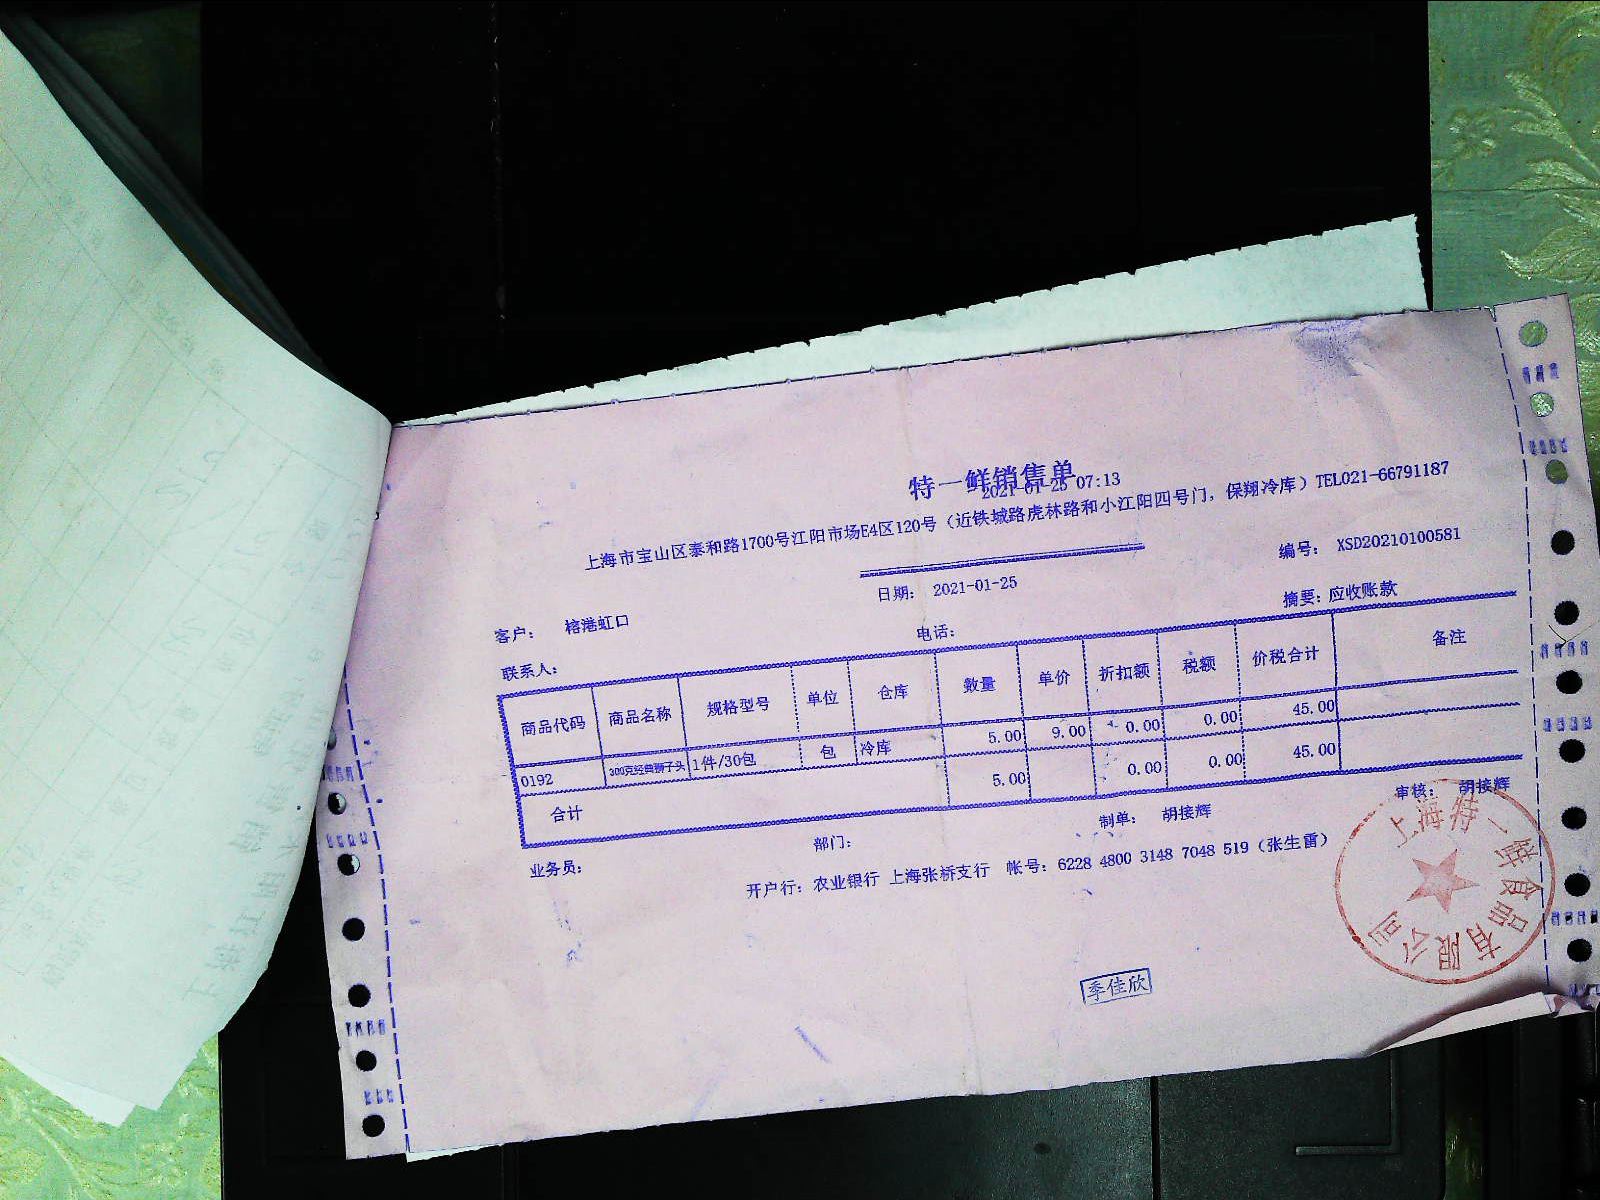 特一鲜销售单
2021-01-25 07:13
上海市宝山区泰和路1700号江阳市场E4区120号（近铁城路虎林路和小江阳四号门，保翔冷库）TEL021-66791187
日期： 2021-01-25
编号： XSD20210100581
客户： 榕港虹口
电话：
摘要：应收账款
联系人：
商品代码 商品名称 规格型号 单位 仓库 数量 单价 折扣额 税额 价税合计 备注
0192 300克经典狮子头 1件/30包 包 冷库 5.00 9.00 0.00 0.00 45.00
合计 5.00 0.00 0.00 45.00
业务员：
部门：
制单： 胡接辉
审核： 胡接辉
开户行：农业银行 上海张桥支行 帐号：6228 4800 3148 7048 519（张生雷）
上海特一鲜食品有限公司
季佳欣